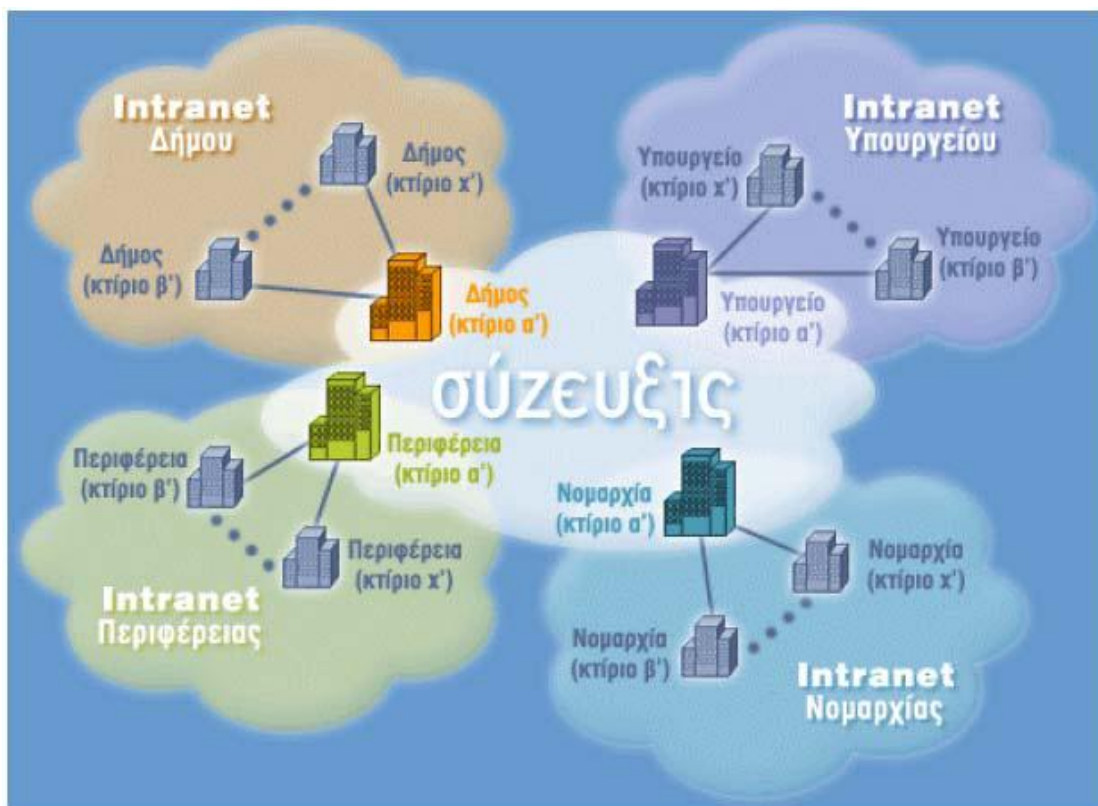 Intranet
Δήμου
Δήμος
(κτίριο χ')
Δήμος
(κτίριο β')
Δήμος
(κτίριο α')
Intranet
Υπουργείου
Υπουργείο
(κτίριο χ')
Υπουργείο
(κτίριο β')
Υπουργείο
(κτίριο α')
σύζευξις
Περιφέρεια
(κτίριο α')
Περιφέρεια
(κτίριο β')
Περιφέρεια
(κτίριο χ')
Intranet
Περιφέρειας
Νομαρχία
(κτίριο α')
Νομαρχία
(κτίριο χ')
Νομαρχία
(κτίριο β')
Intranet
Νομαρχίας